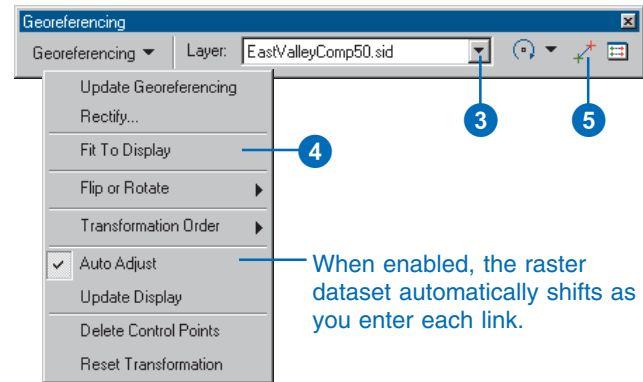 Georeferencing
Georeferencing Layer: EastValleyComp50.sid
3
5
Update Georeferencing
Rectify...
Fit To Display
4
Flip or Rotate
Transformation Order
Auto Adjust
Update Display
Delete Control Points
Reset Transformation
When enabled, the raster
dataset automatically shifts as
you enter each link.